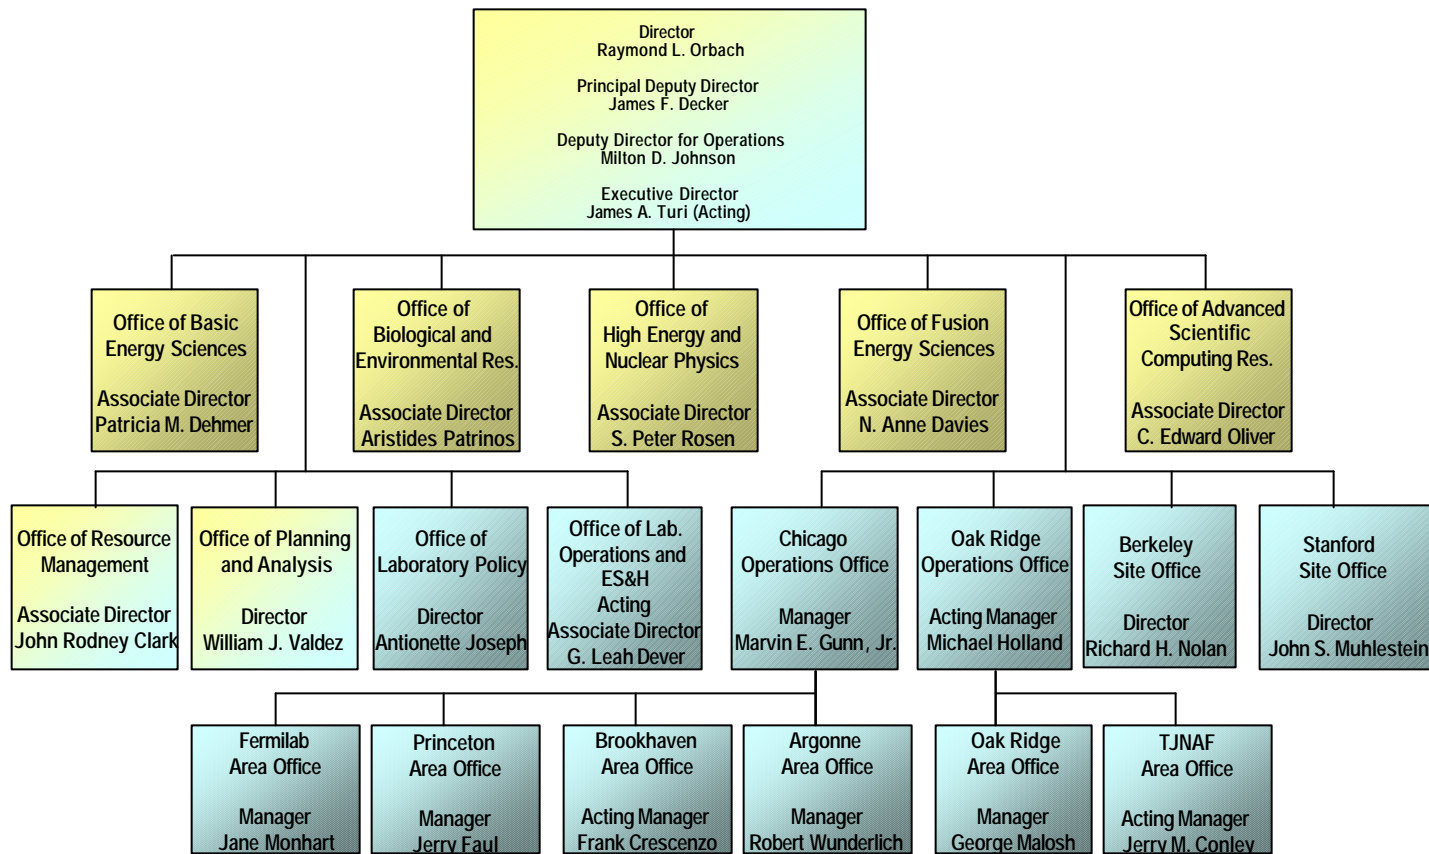 Director
Raymond L. Orbach
Principal Deputy Director
James F. Decker
Deputy Director for Operations
Milton D. Johnson
Executive Director
James A. Turi (Acting)
Office of Basic
Energy Sciences
Associate Director
Patricia M. Dehmer
Office of
Biological and
Environmental Res.
Associate Director
Aristides Patrinos
Office of
High Energy and
Nuclear Physics
Associate Director
S. Peter Rosen
Office of Fusion
Energy Sciences
Associate Director
N. Anne Davies
Office of Advanced
Scientific
Computing Res.
Associate Director
C. Edward Oliver
Office of Resource
Management
Associate Director
John Rodney Clark
Office of Planning
and Analysis
Director
William J. Valdez
Office of
Laboratory Policy
Director
Antionette Joseph
Office of Lab.
Operations and
ES&H
Acting
Associate Director
G. Leah Dever
Chicago
Operations Office
Manager
Marvin E. Gunn, Jr.
Oak Ridge
Operations Office
Acting Manager
Michael Holland
Berkeley
Site Office
Director
Richard H. Nolan
Stanford
Site Office
Director
John S. Muhlestein
Fermilab
Area Office
Manager
Jane Monhart
Princeton
Area Office
Manager
Jerry Faul
Brookhaven
Area Office
Acting Manager
Frank Crescenzo
Argonne
Area Office
Manager
Robert Wunderlich
Oak Ridge
Area Office
Manager
George Malosh
TJNAF
Area Office
Acting Manager
Jerry M. Conley